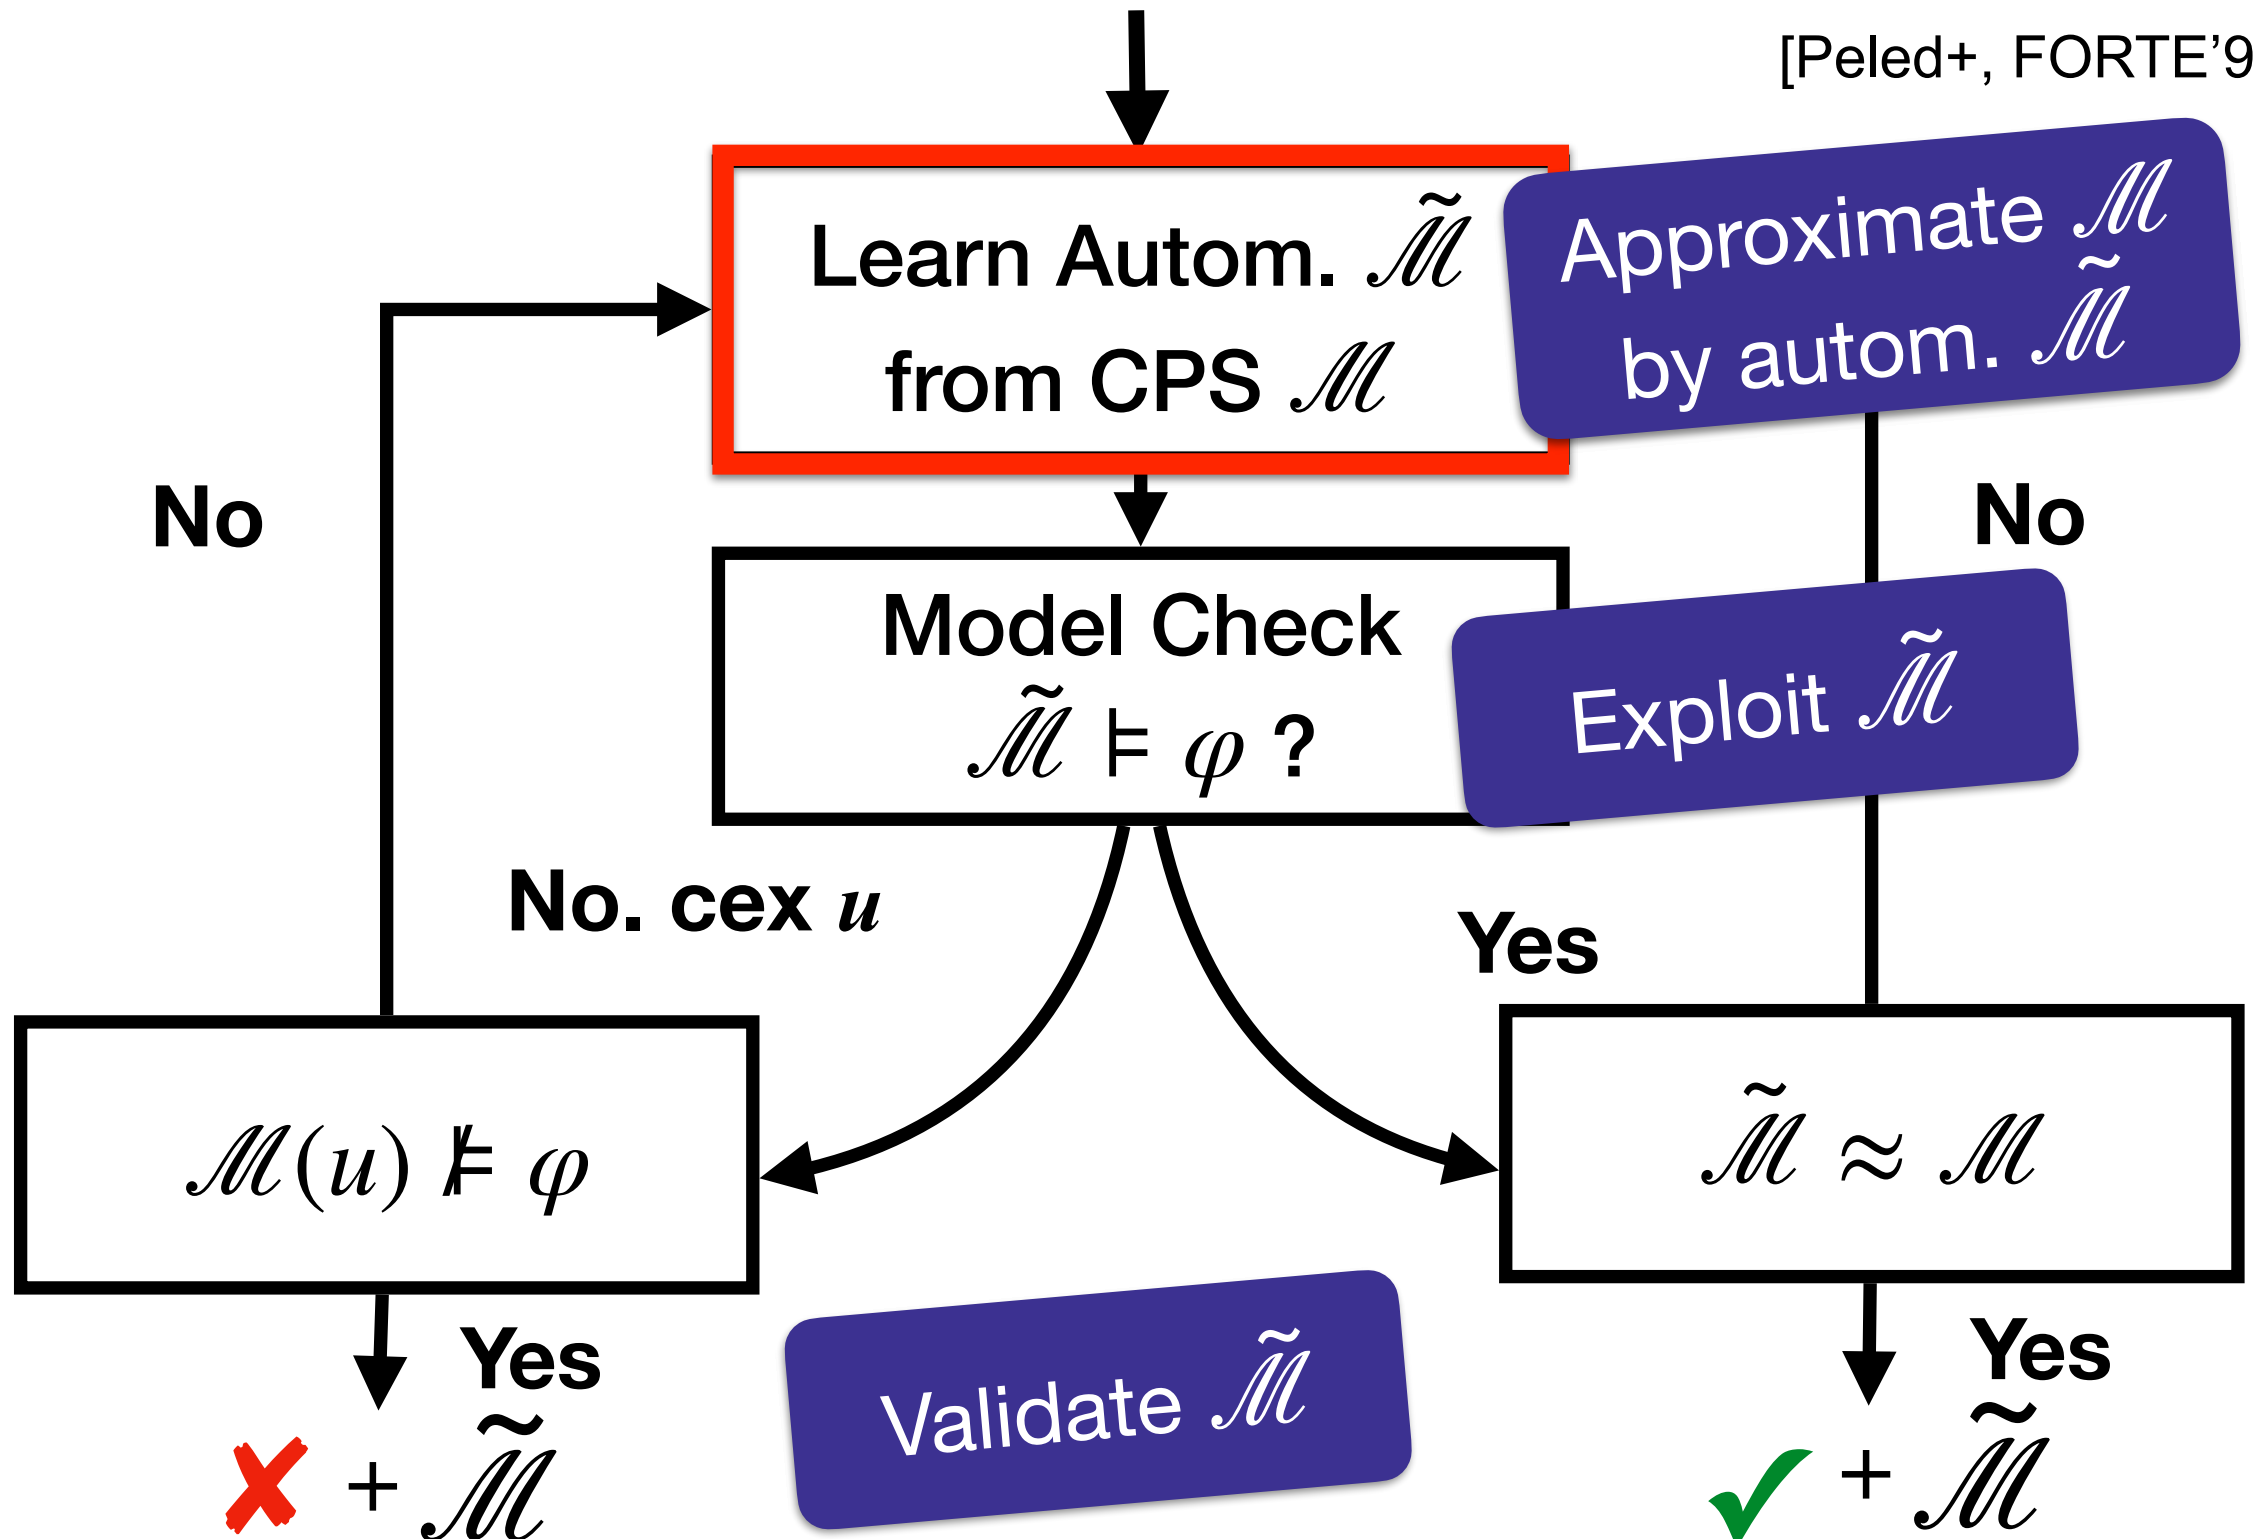 [Peled+, FORTE’9
Learn Autom. ℳ̃
from CPS ℳ
Approximate ℳ
by autom. ℳ̃
No
No
Model Check
ℳ̃ ⊨ φ ?
Exploit ℳ̃
No. cex u
Yes
ℳ(u) ⊭ φ
ℳ̃ ≈ ℳ
Yes
✘ + ℳ̃
Validate ℳ̃
Yes
✓ + ℳ̃